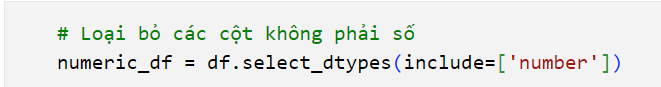 # Loại bỏ các cột không phải số
numeric_df = df.select_dtypes(include=['number'])